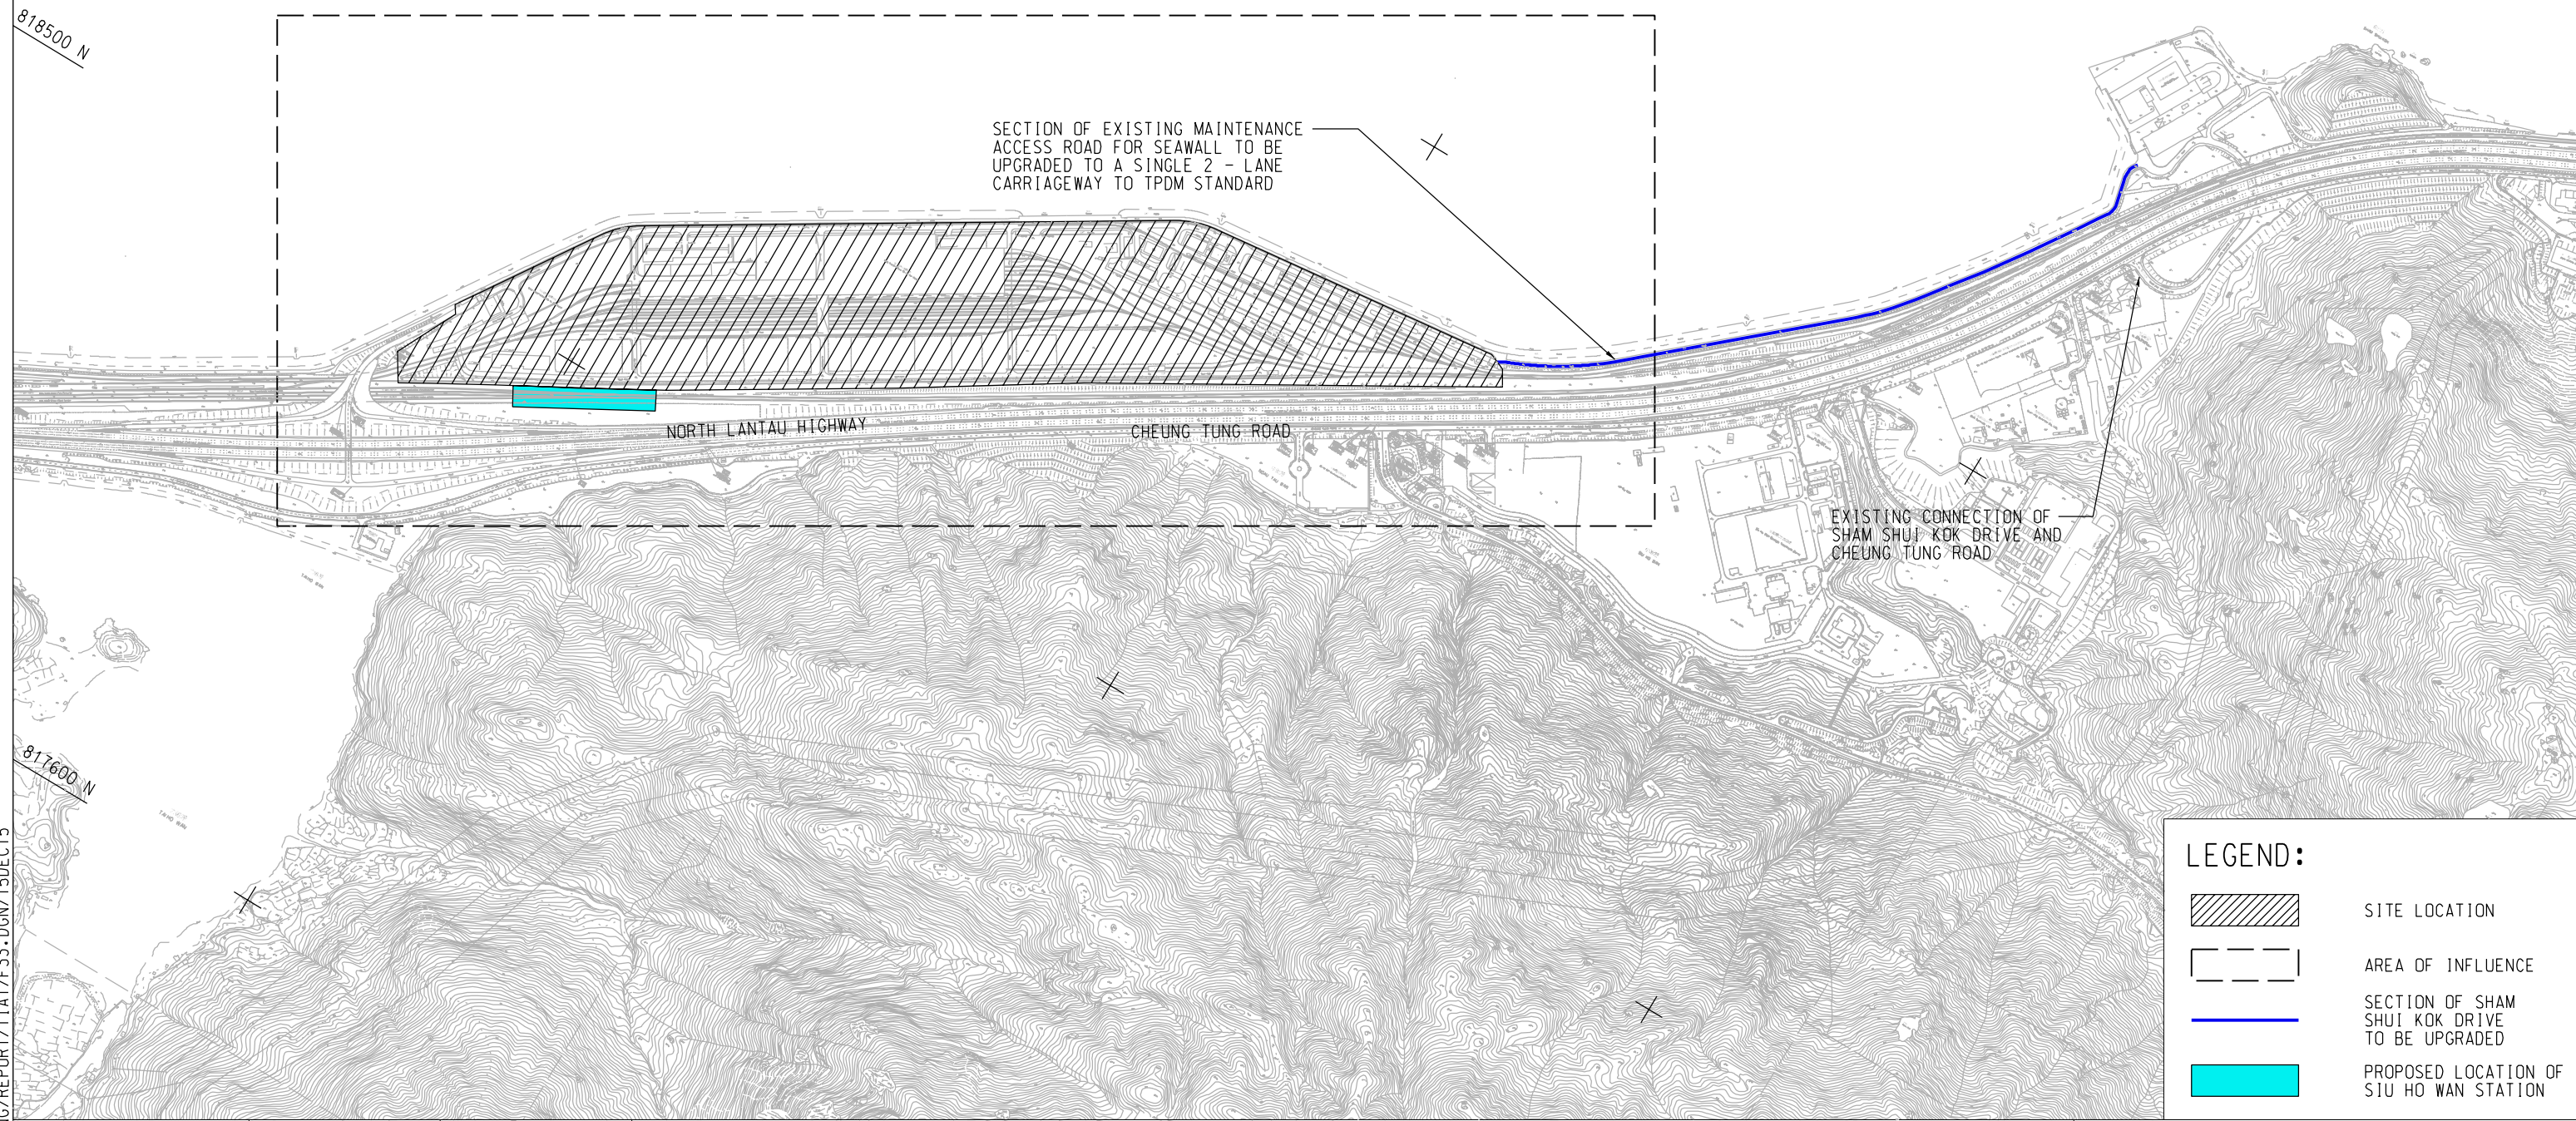 818500 N
SECTION OF EXISTING MAINTENANCE
ACCESS ROAD FOR SEAWALL TO BE
UPGRADED TO A SINGLE 2 - LANE
CARRIAGEWAY TO TPDM STANDARD
NORTH LANTAU HIGHWAY
CHEUNG TUNG ROAD
EXISTING CONNECTION OF
SHAM SHUI KOK DRIVE AND
CHEUNG TUNG ROAD
817600 N
LEGEND:
SITE LOCATION
AREA OF INFLUENCE
SECTION OF SHAM
SHUI KOK DRIVE
TO BE UPGRADED
PROPOSED LOCATION OF
SIU HO WAN STATION